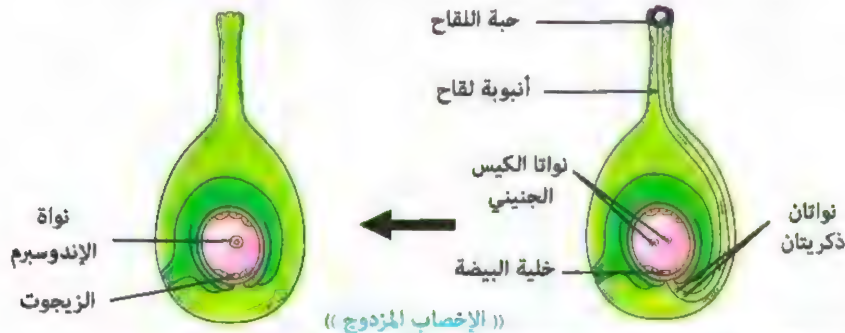 حبة اللقاح
أنبوبة لقاح
نواتا الكيس
الجنيني
نواتان
ذكريتان
خلية البيضة
نواة
الإندوسبرم
الزيجوت
(( الإخصاب المزدوج ))